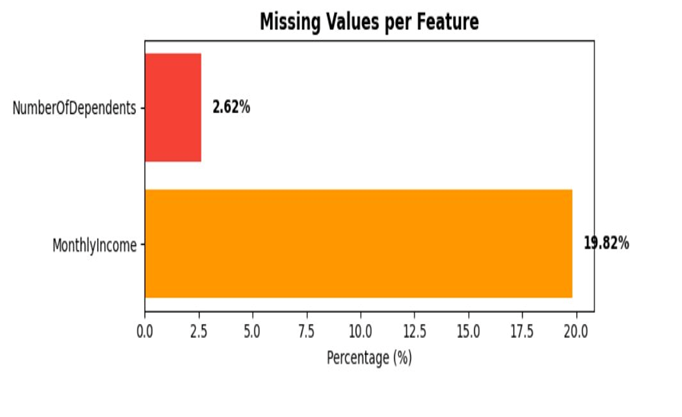 Missing Values per Feature
NumberOfDependents
2.62%
MonthlyIncome
19.82%
0.0 2.5 5.0 7.5 10.0 12.5 15.0 17.5 20.0
Percentage (%)